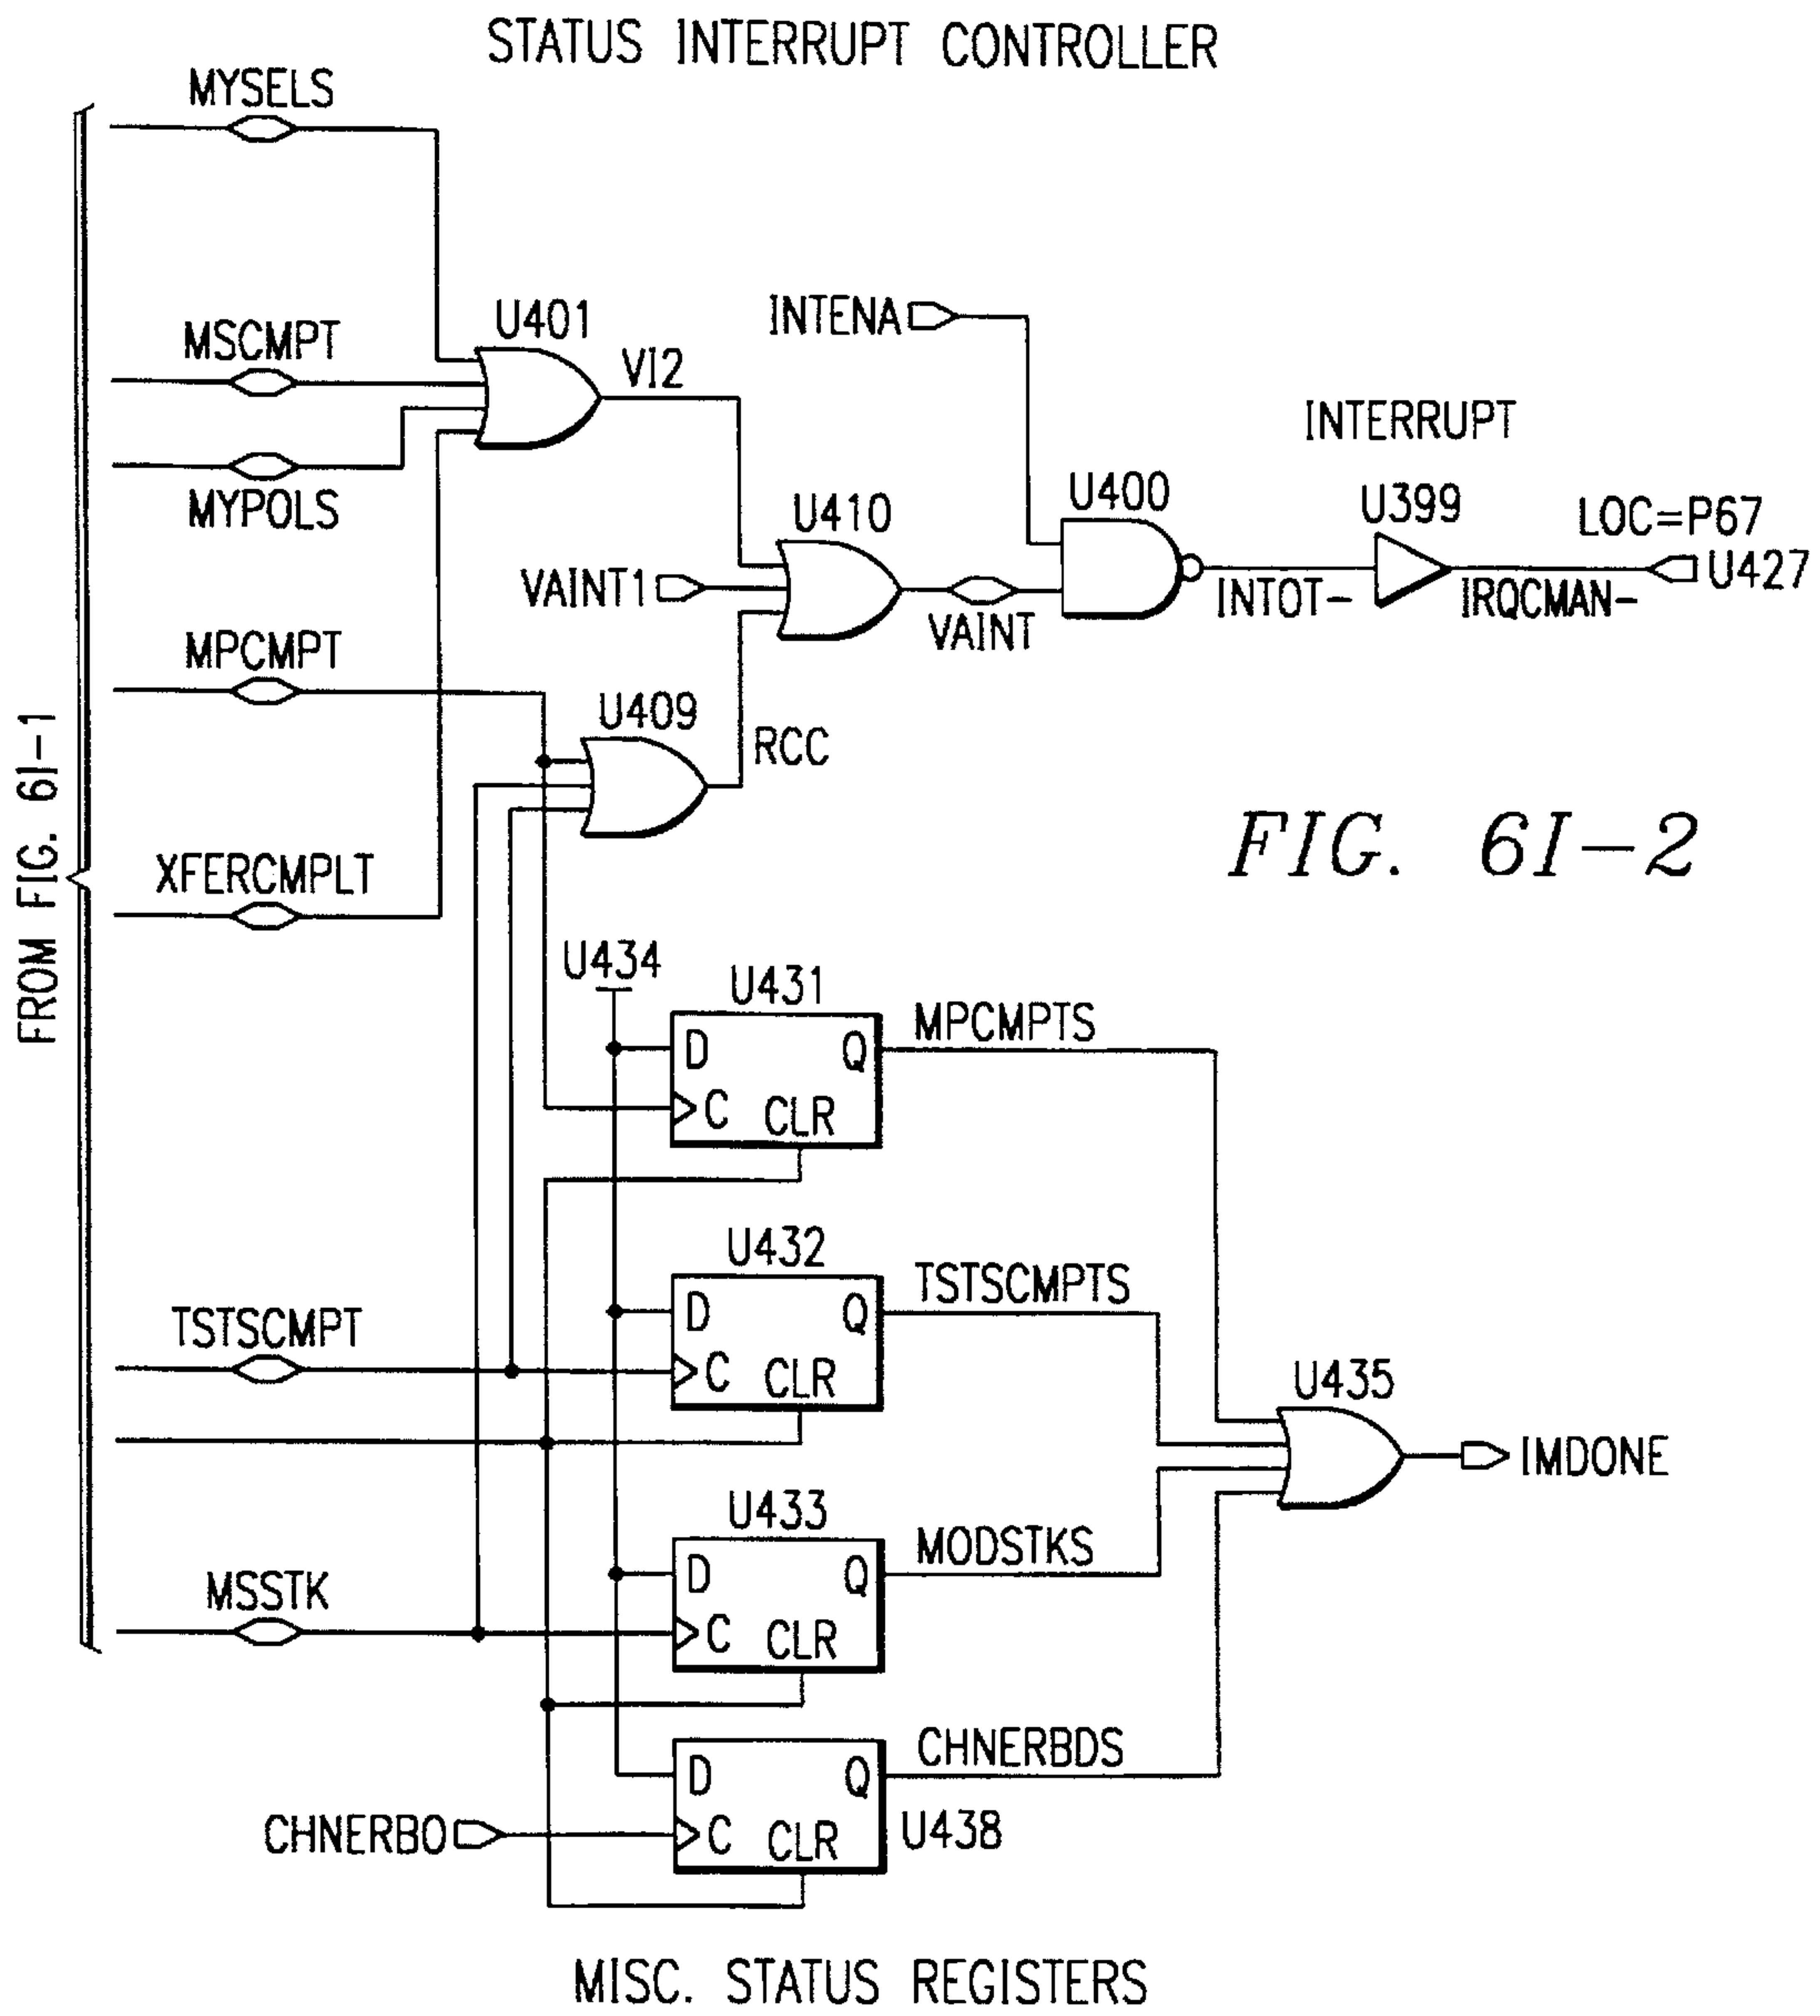 STATUS INTERRUPT CONTROLLER
MYSELS
U401
INTENA
MSCMPT
VI2
INTERRUPT
MYPOLS
U410
U400
U399
LOC=P67
U427
VAINT1
VAINT
INTOT-
IRQCMAN-
MPCMPT
U409
RCC
FROM FIG. 6I-1
FIG. 6I-2
XFERCMPLT
U434
U431
MPCMPTS
D
Q
C
CLR
U432
TSTSCMPTS
TSTSCMPT
D
Q
C
CLR
U435
IMDONE
U433
MODSTKS
MSSTK
D
Q
C
CLR
CHNERBDS
D
Q
CHNERBO
C
CLR
U438
MISC. STATUS REGISTERS